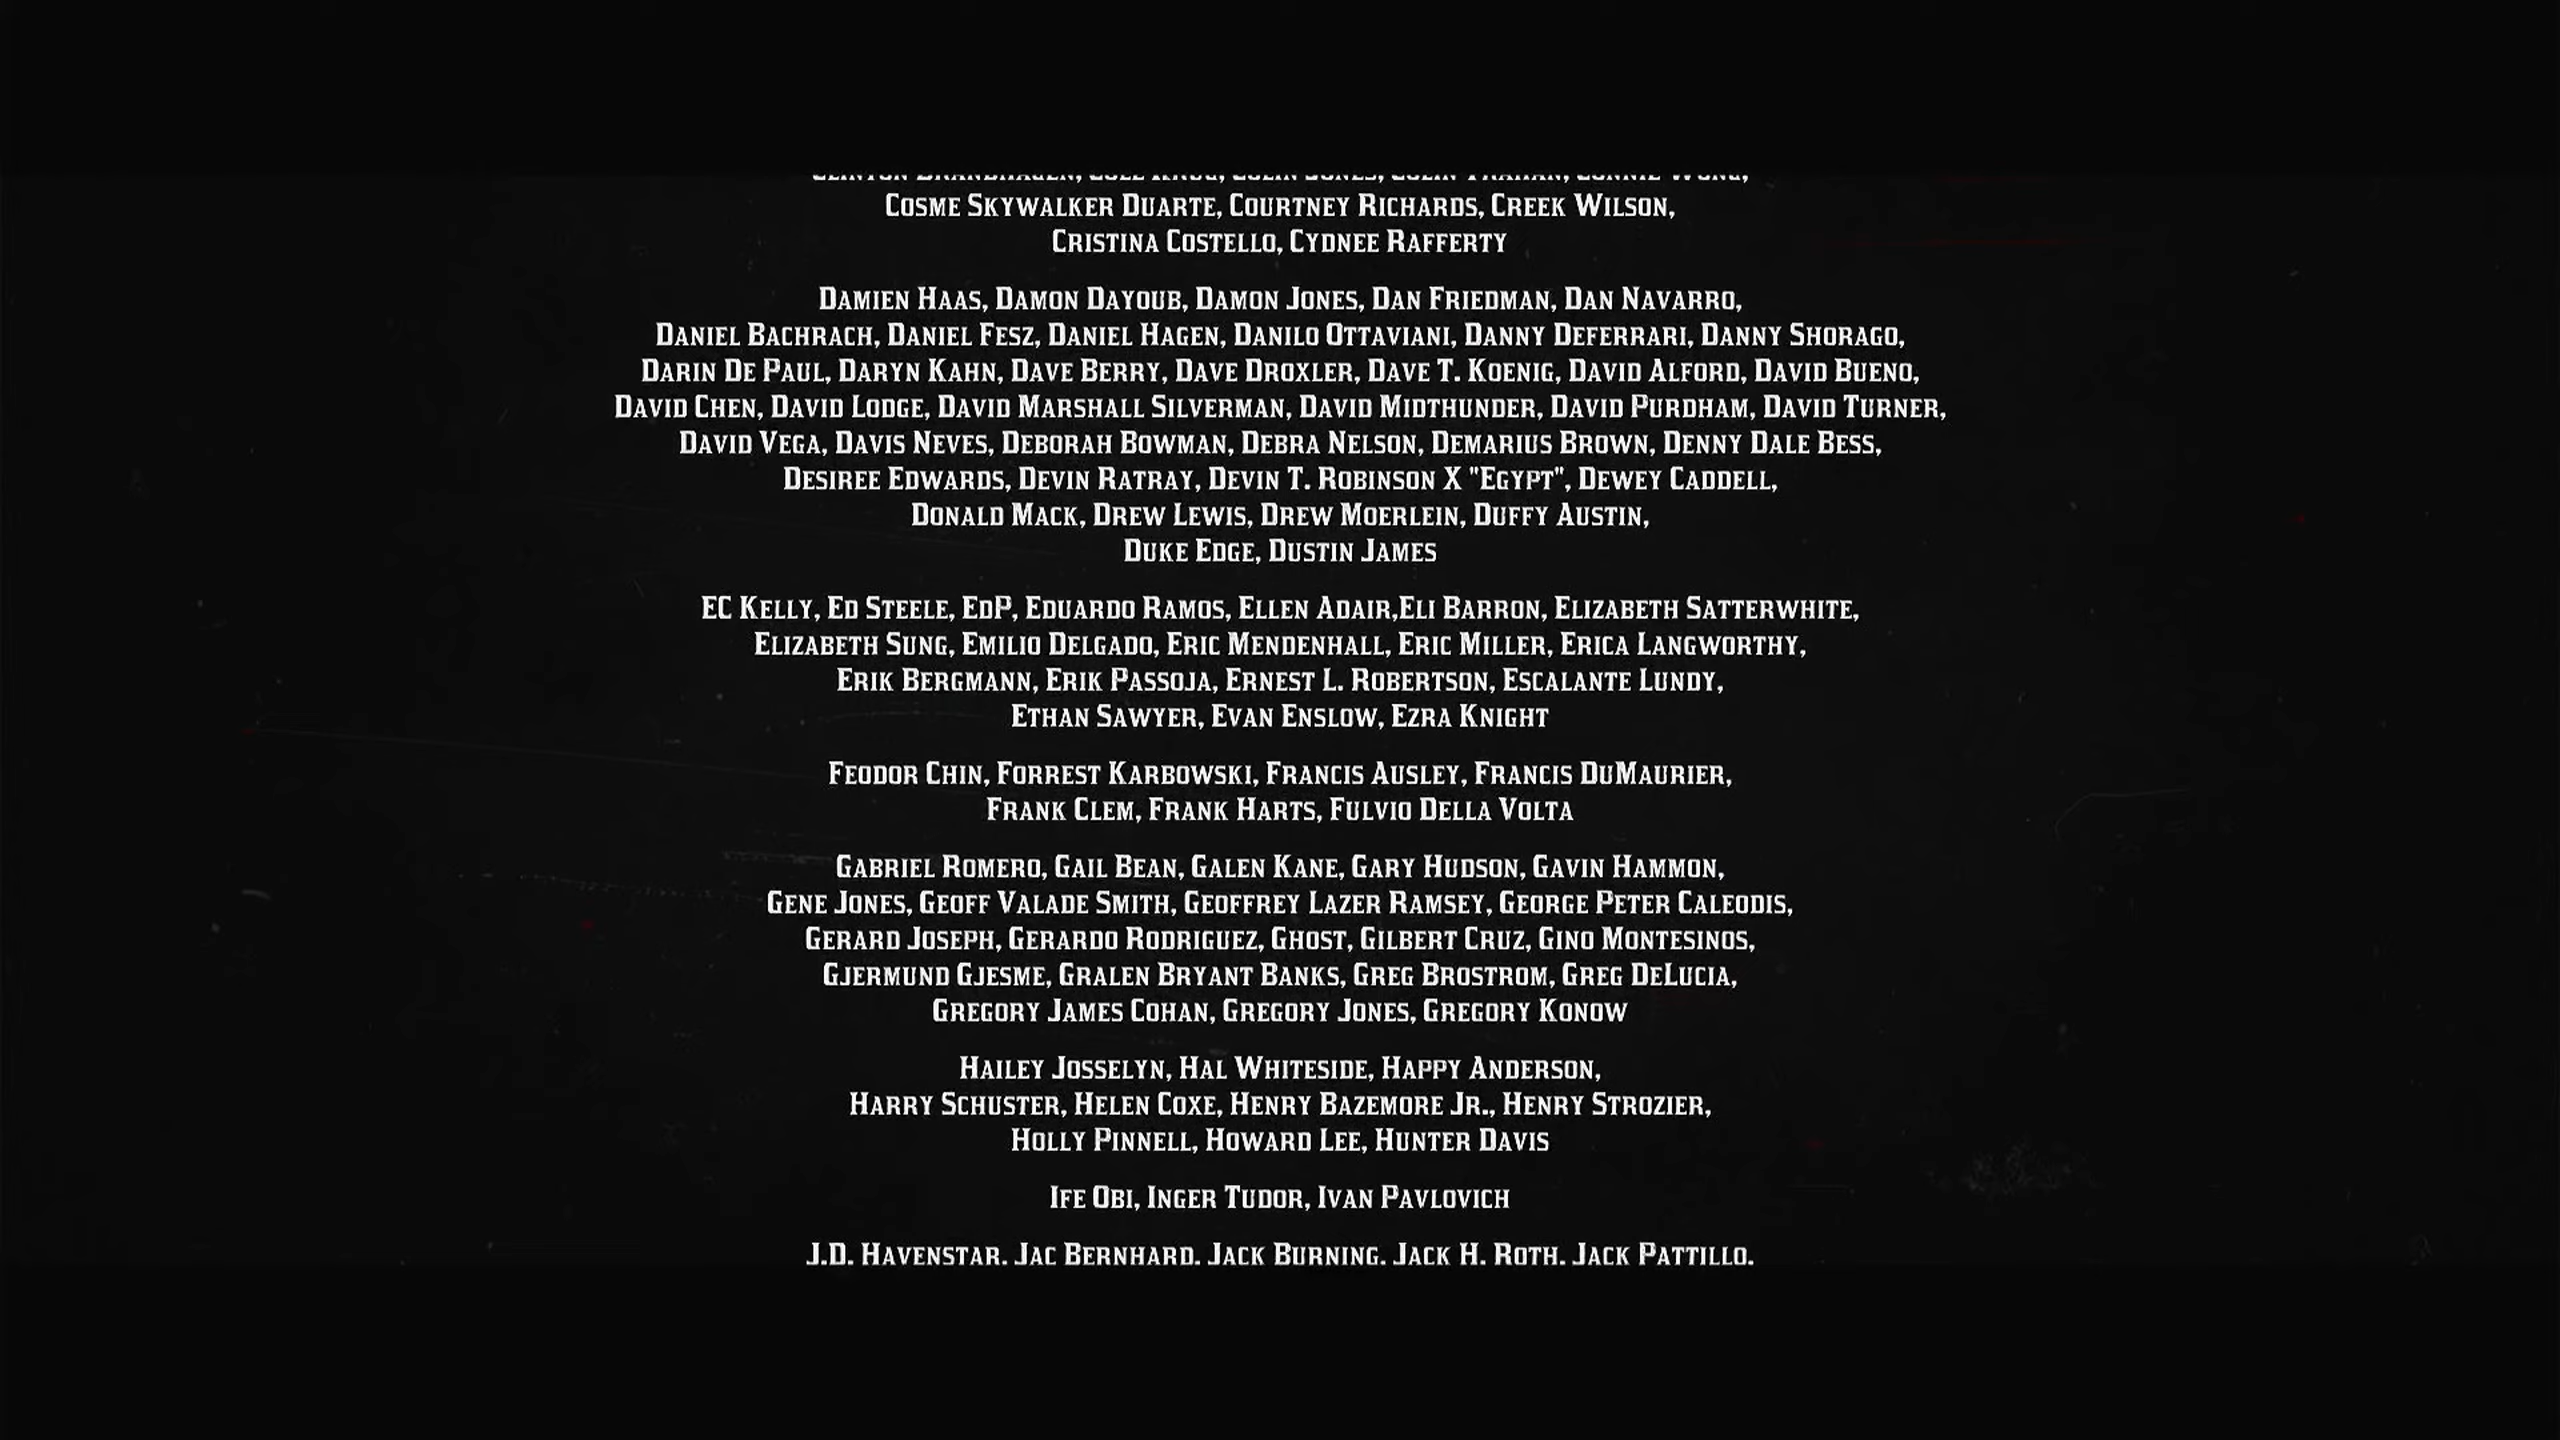 Cosme Skywalker Duarte, Courtney Richards, Creek Wilson,
Cristina Costello, Cydnee Rafferty
Damien Haas, Damon Dayoub, Damon Jones, Dan Friedman, Dan Navarro,
Daniel Bachrach, Daniel Fesz, Daniel Hagen, Danilo Ottaviani, Danny Deferrari, Danny Shorago,
Darin De Paul, Daryn Kahn, Dave Berry, Dave Droxler, Dave T. Koenig, David Alford, David Bueno,
David Chen, David Lodge, David Marshall Silverman, David Midthunder, David Purdham, David Turner,
David Vega, Davis Neves, Deborah Bowman, Debra Nelson, Demarius Brown, Denny Dale Bess,
Desiree Edwards, Devin Ratray, Devin T. Robinson X "Egypt", Dewey Caddell,
Donald Mack, Drew Lewis, Drew Moerlein, Duffy Austin,
Duke Edge, Dustin James
EC Kelly, Ed Steele, EdP, Eduardo Ramos, Ellen Adair,Eli Barron, Elizabeth Satterwhite,
Elizabeth Sung, Emilio Delgado, Eric Mendenhall, Eric Miller, Erica Langworthy,
Erik Bergmann, Erik Passoja, Ernest L. Robertson, Escalante Lundy,
Ethan Sawyer, Evan Enslow, Ezra Knight
Feodor Chin, Forrest Karbowski, Francis Ausley, Francis DuMaurier,
Frank Clem, Frank Harts, Fulvio Della Volta
Gabriel Romero, Gail Bean, Galen Kane, Gary Hudson, Gavin Hammon,
Gene Jones, Geoff Valade Smith, Geoffrey Lazer Ramsey, George Peter Caleodis,
Gerard Joseph, Gerardo Rodriguez, Ghost, Gilbert Cruz, Gino Montesinos,
Gjermund Gjesme, Gralen Bryant Banks, Greg Brostrom, Greg DeLucia,
Gregory James Cohan, Gregory Jones, Gregory Konow
Hailey Josselyn, Hal Whiteside, Happy Anderson,
Harry Schuster, Helen Coxe, Henry Bazemore Jr., Henry Strozier,
Holly Pinnell, Howard Lee, Hunter Davis
Ife Obi, Inger Tudor, Ivan Pavlovich
J.D. Havenstar, Jac Bernhard, Jack Burning, Jack H. Roth, Jack Pattillo,